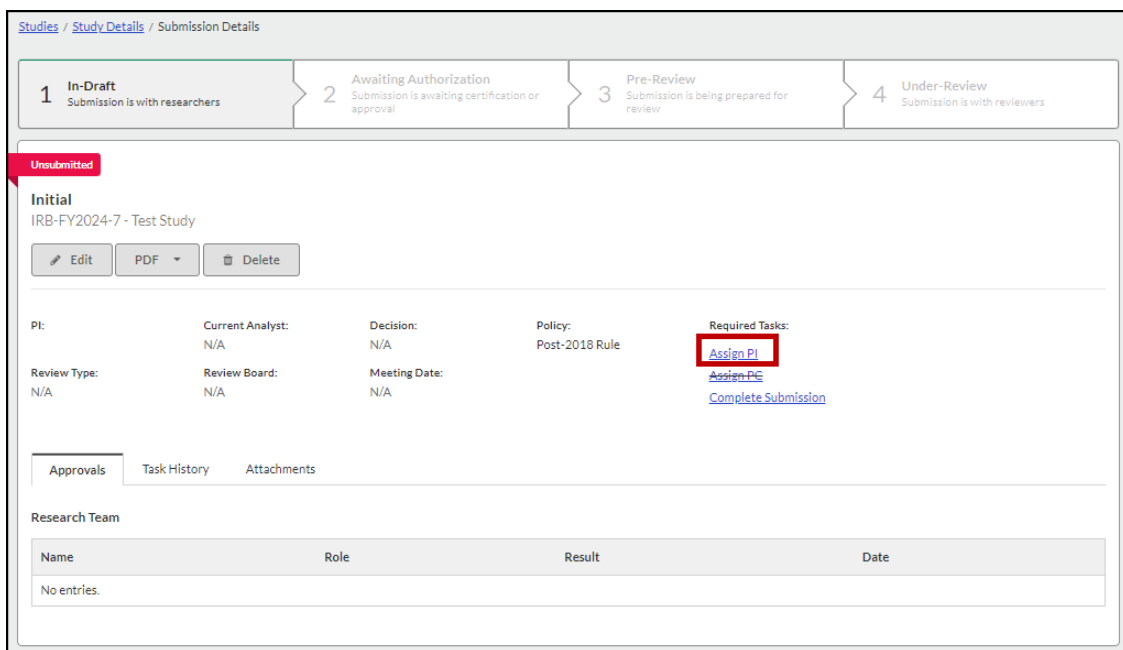 Studies / Study Details / Submission Details
1 In-Draft
Submission is with researchers
2 Awaiting Authorization
Submission is awaiting certification or
approval
3 Pre-Review
Submission is being prepared for
review
4 Under-Review
Submission is with reviewers
Unsubmitted
Initial
IRB-FY2024-7 - Test Study
Edit PDF Delete
PI: Current Analyst: Decision: Policy: Required Tasks:
N/A N/A Post-2018 Rule Assign PI
Review Type: Review Board: Meeting Date: Assign PC
N/A N/A N/A Complete Submission
Approvals Task History Attachments
Research Team
Name Role Result Date
No entries.